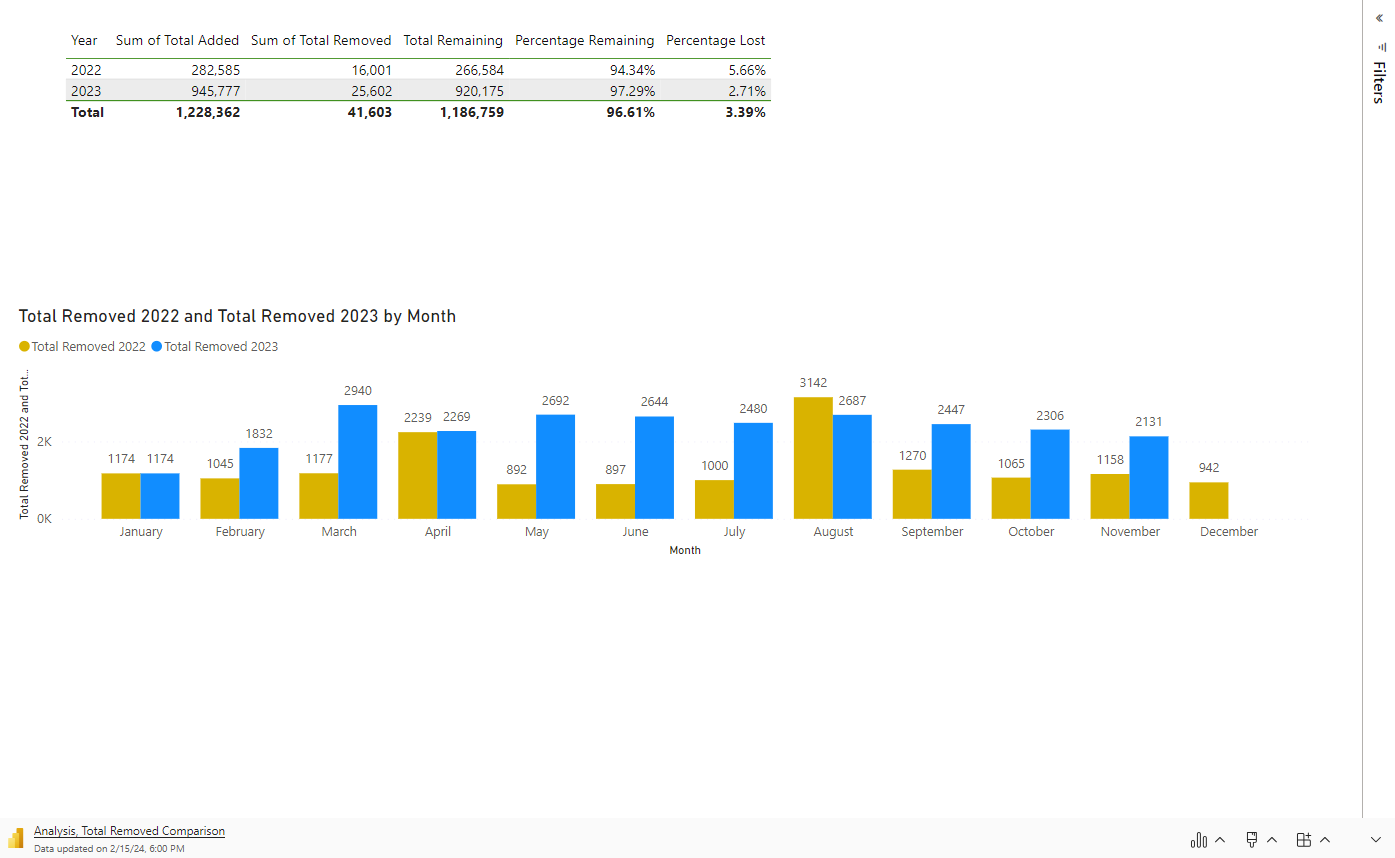 Year Sum of Total Added Sum of Total Removed Total Remaining Percentage Remaining Percentage Lost
2022 282,585 16,001 266,584 94.34% 5.66%
2023 945,777 25,602 920,175 97.29% 2.71%
Total 1,228,362 41,603 1,186,759 96.61% 3.39%
Filters
Total Removed 2022 and Total Removed 2023 by Month
Total Removed 2022 Total Removed 2023
Total Removed 2022 and Tot...
2K
0K
1174 1174
1045 1832
1177 2940
2239 2269
892 2692
897 2644
1000 2480
3142 2687
1270 2447
1065 2306
1158 2131
942
January February March April May June July August September October November December
Month
Analysis, Total Removed Comparison
Data updated on 2/15/24, 6:00 PM